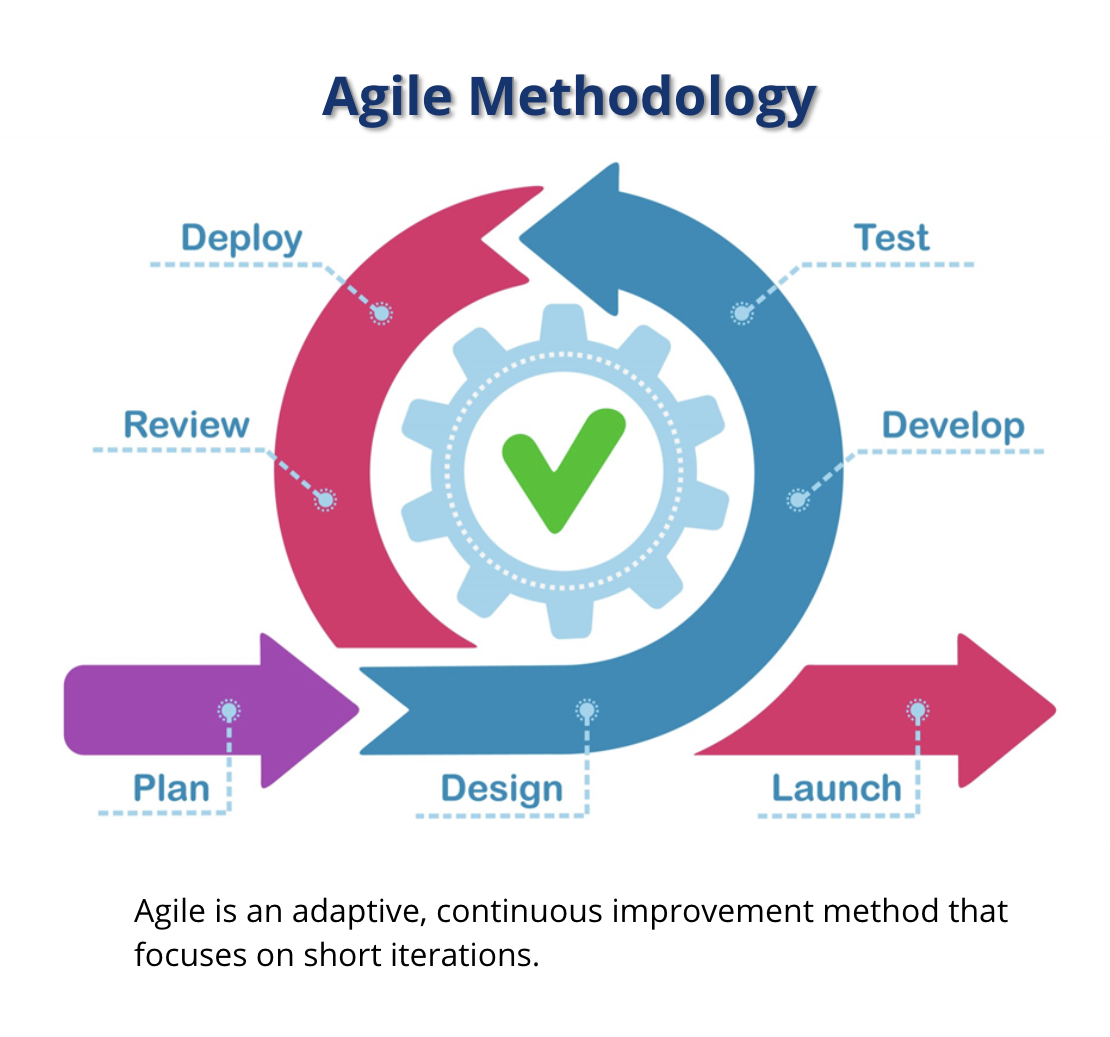 Agile Methodology
Deploy
Test
Review
Develop
Plan
Design
Launch
Agile is an adaptive, continuous improvement method that
focuses on short iterations.